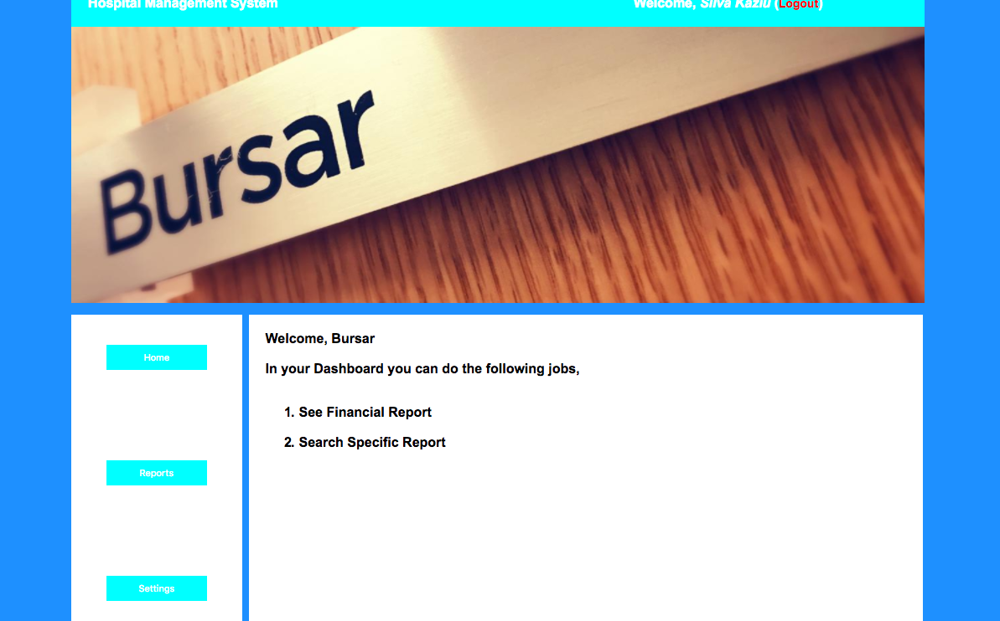 Hospital Management System
Welcome, Silva Kaziu (Logout)
Bursar
Home
Reports
Settings
Welcome, Bursar
In your Dashboard you can do the following jobs,
1. See Financial Report
2. Search Specific Report